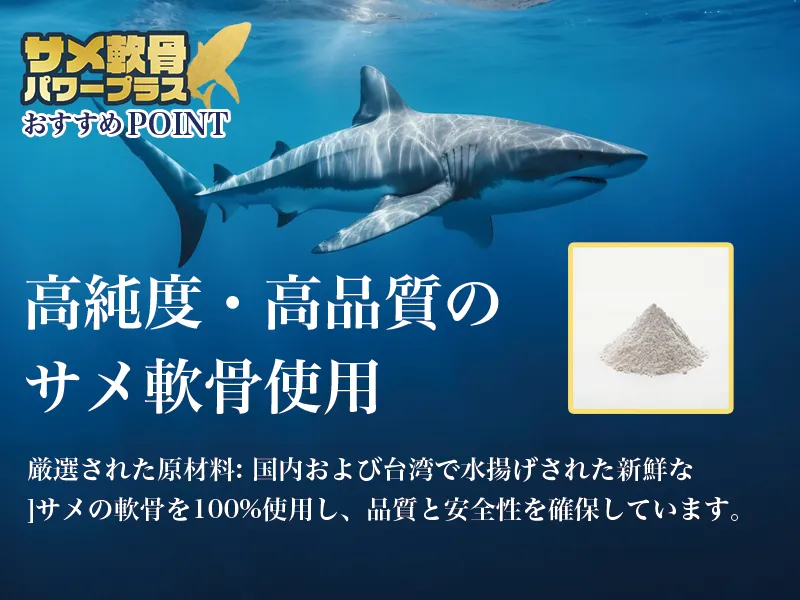 サメ軟骨
パワープラス
おすすめPOINT
高純度・高品質の
サメ軟骨使用
厳選された原材料: 国内および台湾で水揚げされた新鮮な
]サメの軟骨を100%使用し、品質と安全性を確保しています。